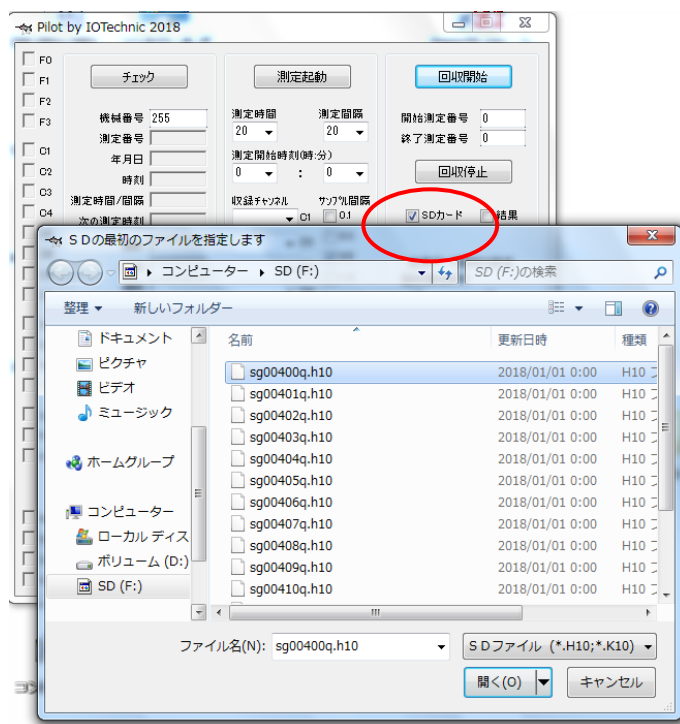 Pilot by IOTechnic 2018
F0
F1
F2
F3
C1
C2
C3
C4
チェック
機械番号 255
測定番号
年月日
時刻
測定時間/間隔
次の測定時刻
測定起動
測定時間 測定間隔
20 20
測定開始時刻(時:分)
0 : 0
収録チャンネル サンプル間隔
C1 0.1
回収開始
開始測定番号 0
終了測定番号 0
回収停止
SDカード 結果
SDの最初のファイルを指定します
コンピューター SD (F:)
SD (F:)の検索
整理 新しいフォルダー
ドキュメント
ピクチャ
ビデオ
ミュージック
ホームグループ
コンピューター
ローカル ディス
ボリューム (D:)
SD (F:)
名前 更新日時 種類
sg00400q.h10 2018/01/01 0:00 H10 フ
sg00401q.h10 2018/01/01 0:00 H10 フ
sg00402q.h10 2018/01/01 0:00 H10 フ
sg00403q.h10 2018/01/01 0:00 H10 フ
sg00404q.h10 2018/01/01 0:00 H10 フ
sg00405q.h10 2018/01/01 0:00 H10 フ
sg00406q.h10 2018/01/01 0:00 H10 フ
sg00407q.h10 2018/01/01 0:00 H10 フ
sg00408q.h10 2018/01/01 0:00 H10 フ
sg00409q.h10 2018/01/01 0:00 H10 フ
sg00410q.h10 2018/01/01 0:00 H10 フ
ファイル名(N): sg00400q.h10
SDファイル (*.H10;*.K10)
開く(O) キャンセル